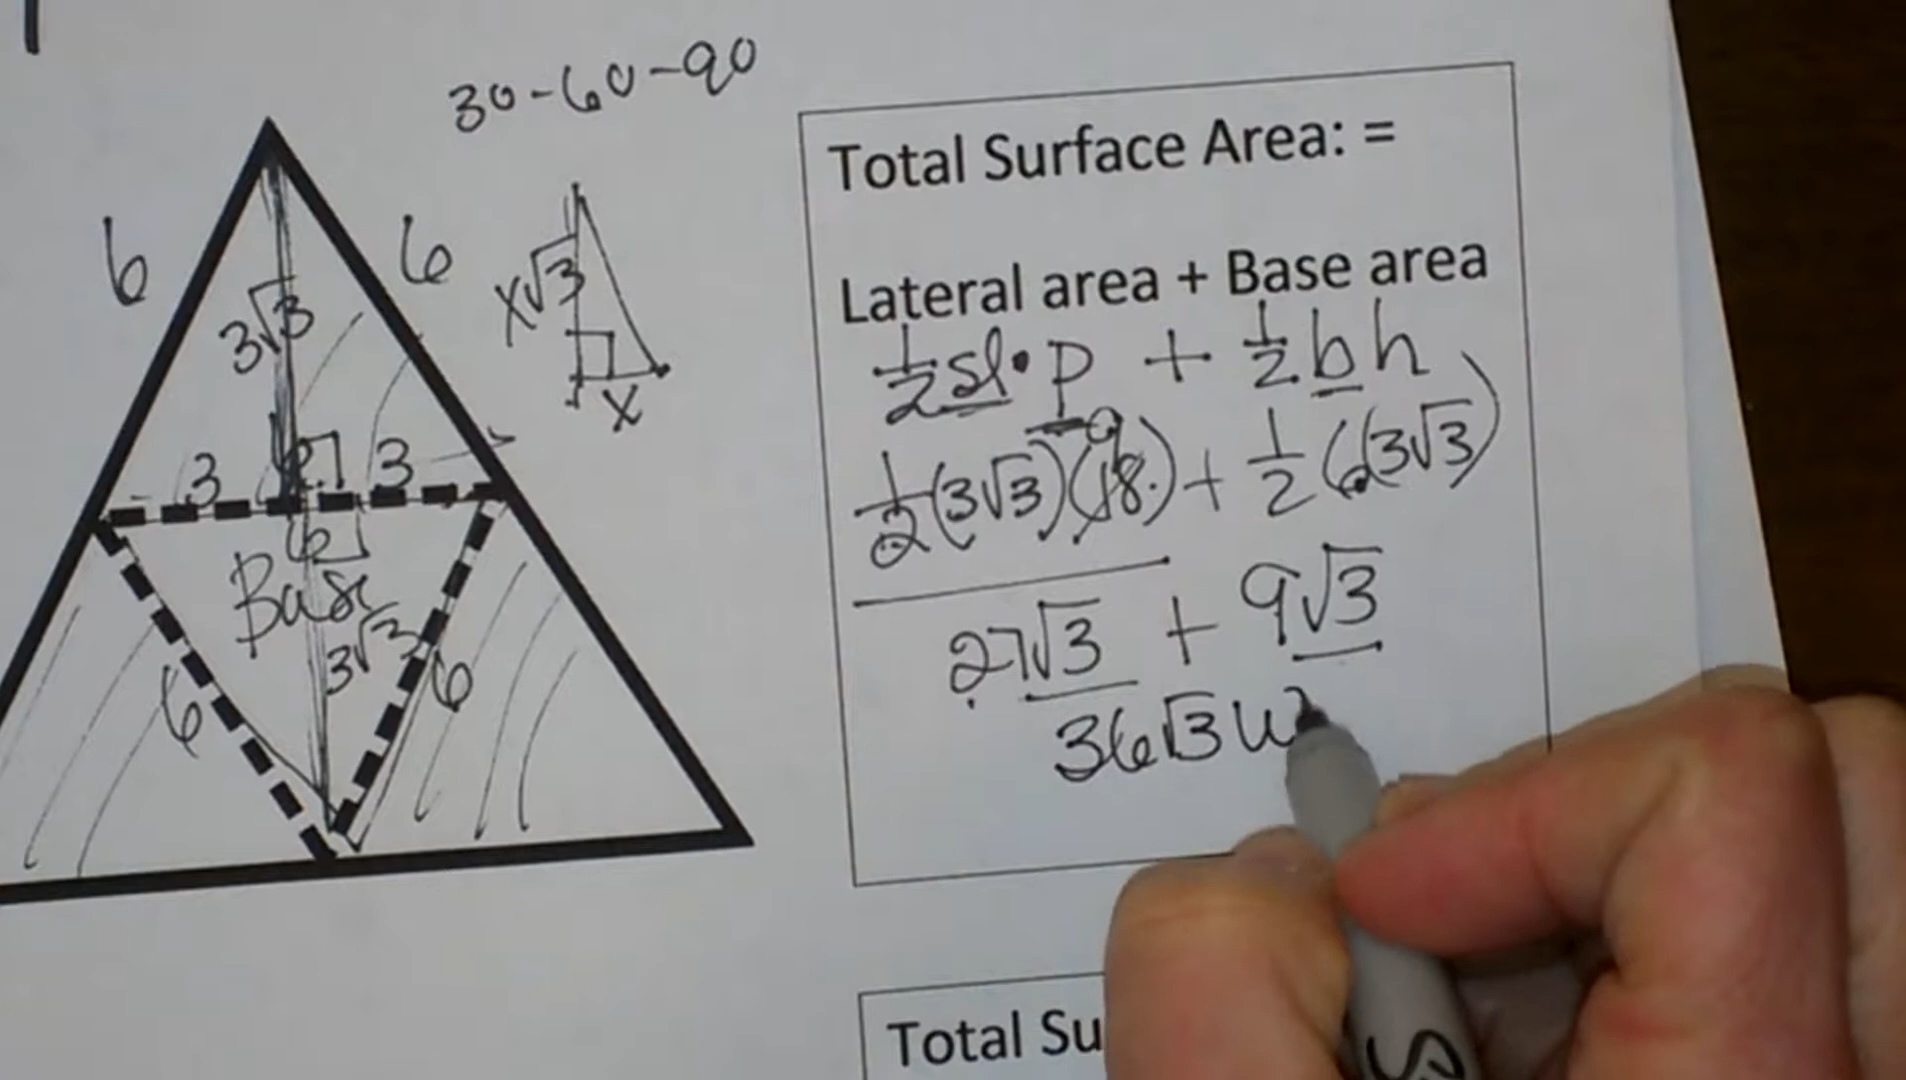 30-60-90
6
6
3√3
x√3
x
3
3
6
Base
3√3
6
6
Total Surface Area: =
Lateral area + Base area
1/2 sl • p + 1/2 b h
1/2 (3√3)(18) 9 + 1/2 6(3√3)
27√3 + 9√3
36√3 u²
Total Su